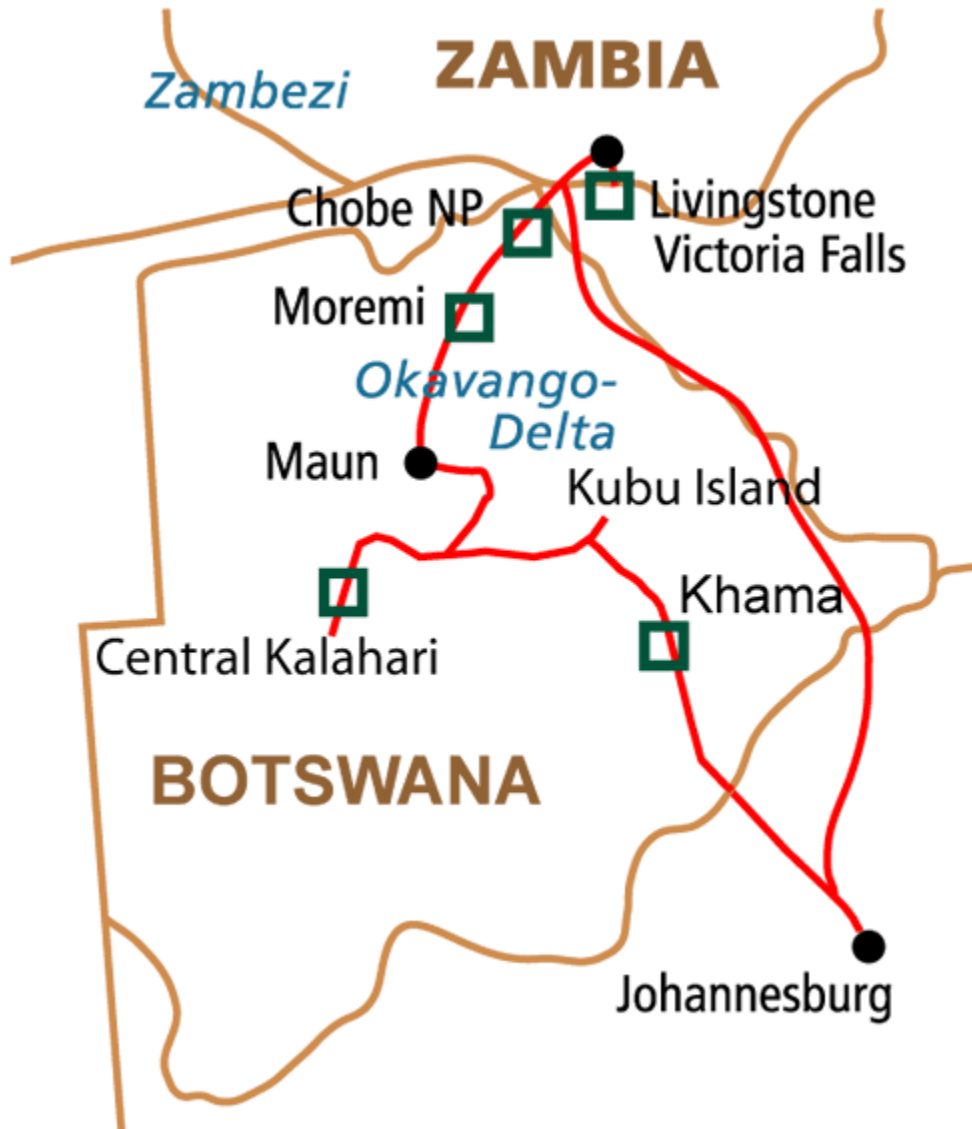 ZAMBIA
Zambezi
Chobe NP
Livingstone
Victoria Falls
Moremi
Okavango-
Delta
Maun
Kubu Island
Khama
Central Kalahari
BOTSWANA
Johannesburg